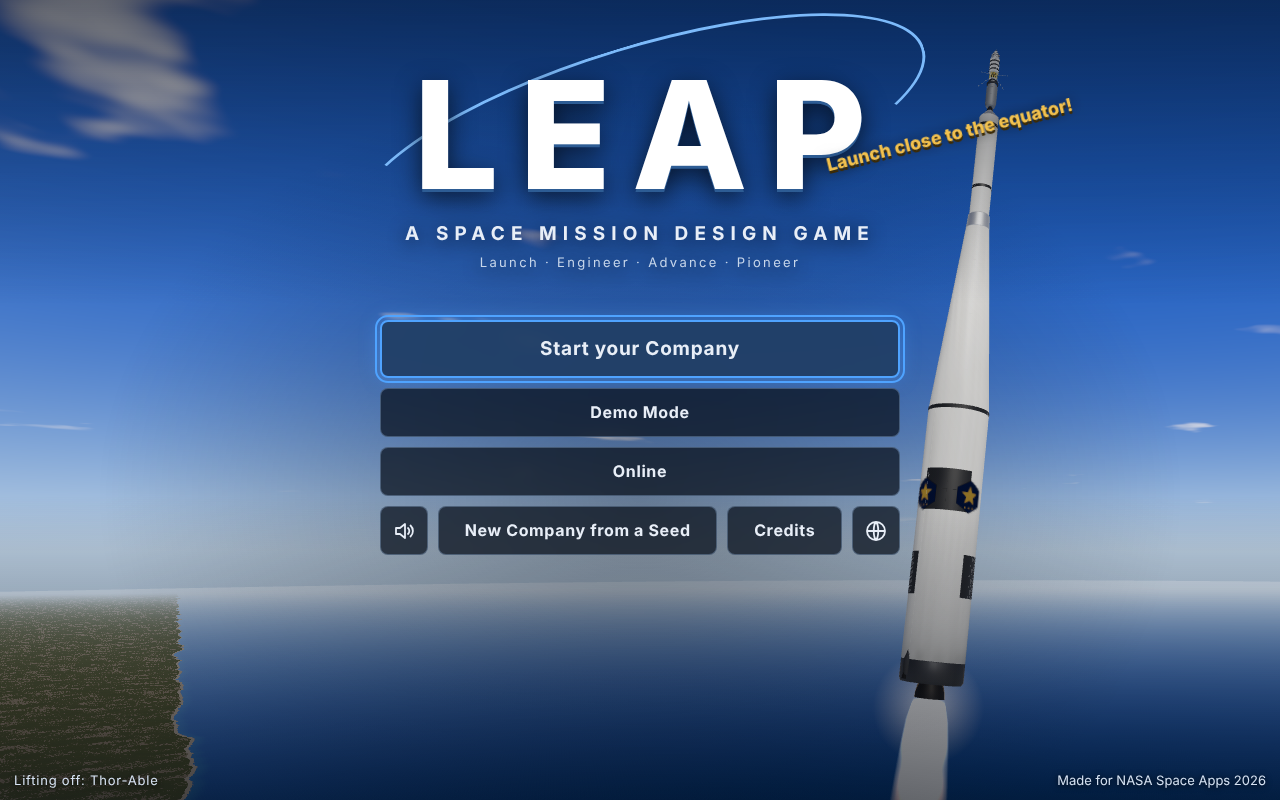 LEAP
Launch close to the equator!
A SPACE MISSION DESIGN GAME
Launch · Engineer · Advance · Pioneer
Start your Company
Demo Mode
Online
New Company from a Seed
Credits
Lifting off: Thor-Able
Made for NASA Space Apps 2026